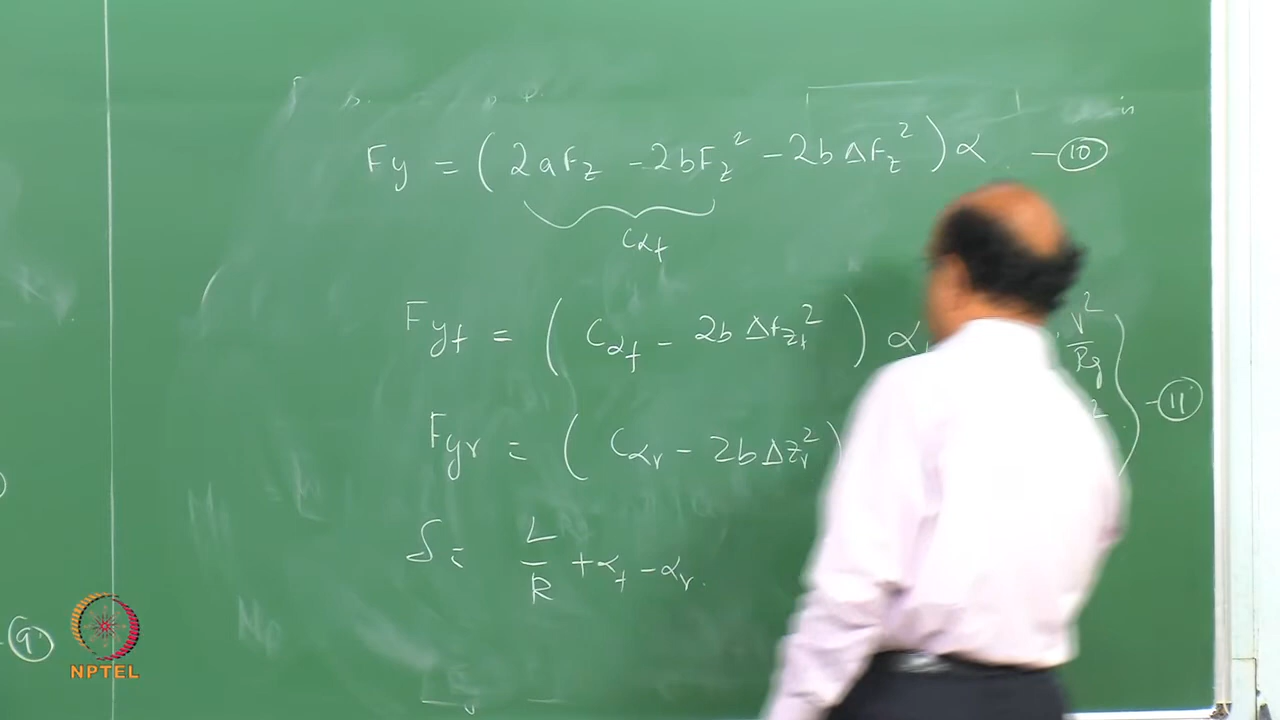 Fy = (2aFz - 2bFz² - 2bΔFz²)α - ⑩
Cαf
Fyf = (Cαf - 2bΔFzf²) α V²/Rg
Fyr = (Cαr - 2bΔzr²) 2 } - ⑪
δ = L/R + αf - αr.
⑨
NPTEL